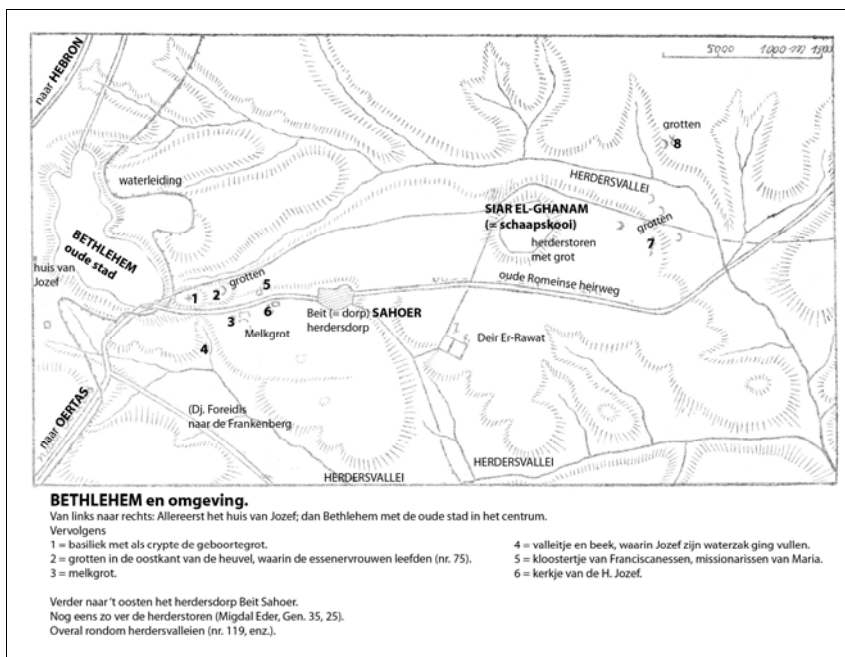 5000 1000 m 1500
naar HEBRON
grotten
8
waterleiding
HERDERSVALLEI
SIAR EL-GHANAM
(= schaapskooi)
grotten
7
herderstoren
met grot
BETHLEHEM
oude stad
huis van
Jozef
grotten
1
2
5
oude Romeinse heirweg
3
6
Melkgrot
Beit (= dorp) SAHOER
herdersdorp
4
Deir Er-Rawat
naar OERTAS
(Dj. Foreidis
naar de Frankenberg
HERDERSVALLEI
HERDERSVALLEI
BETHLEHEM en omgeving.
Van links naar rechts: Allereerst het huis van Jozef; dan Bethlehem met de oude stad in het centrum.
Vervolgens
1 = basiliek met als crypte de geboortegrot.
2 = grotten in de oostkant van de heuvel, waarin de essenervrouwen leefden (nr. 75).
3 = melkgrot.
4 = valleitje en beek, waarin Jozef zijn waterzak ging vullen.
5 = kloostertje van Franciscanessen, missionarissen van Maria.
6 = kerkje van de H. Jozef.
Verder naar 't oosten het herdersdorp Beit Sahoer.
Nog eens zo ver de herderstoren (Migdal Eder, Gen. 35, 25).
Overal rondom herdersvalleien (nr. 119, enz.).